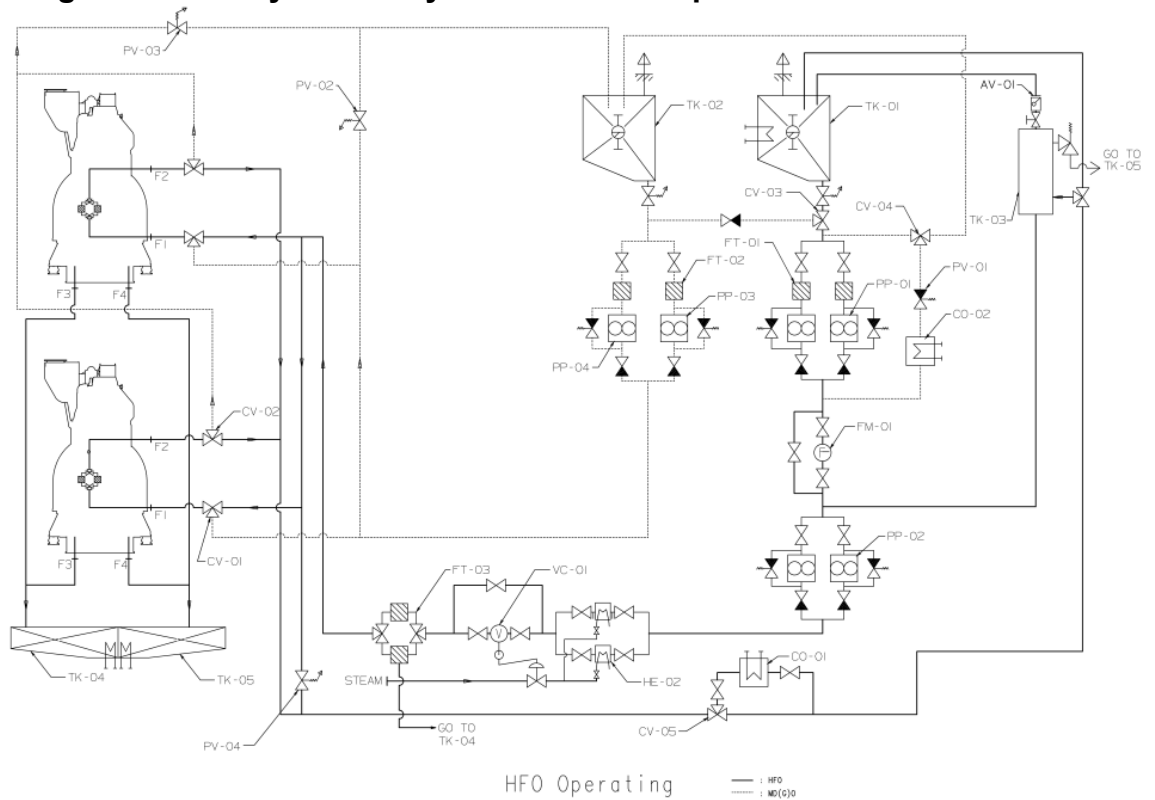 PV-03
PV-02
TK-02
TK-01
AV-01
GO TO
TK-05
TK-03
CV-03
CV-04
F2
F1
F3
F4
FT-01
FT-02
PP-03
PP-01
PV-01
CO-02
PP-04
CV-02
F2
FM-01
F
F1
CV-01
F3
F4
PP-02
FT-03
VC-01
V
TK-04
TK-05
STEAM
HE-02
CO-01
PV-04
GO TO
TK-04
CV-05
HFO Operating
: HFO
: MD(G)O